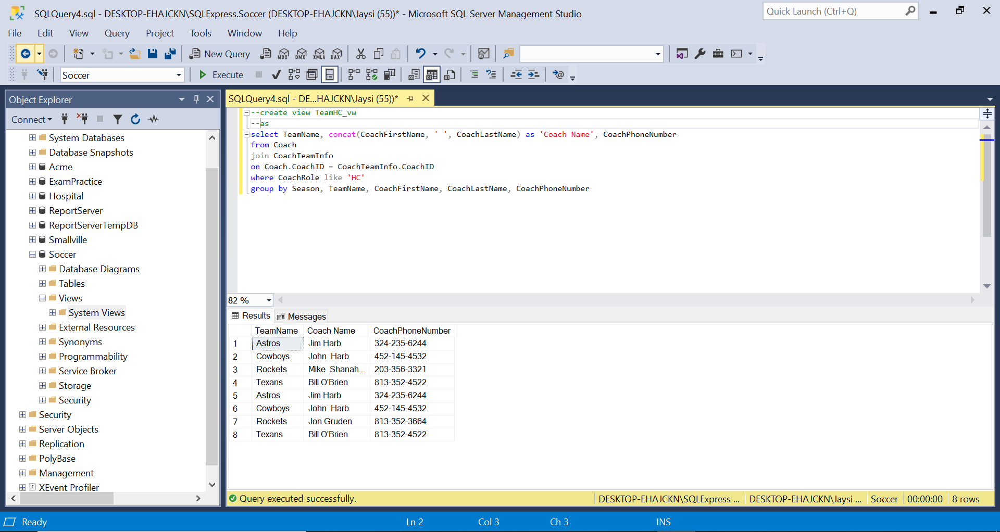 SQLQuery4.sql - DESKTOP-EHAJCKN\SQLExpress.Soccer (DESKTOP-EHAJCKN\Jaysi (55))* - Microsoft SQL Server Management Studio
Quick Launch (Ctrl+Q)
File Edit View Query Project Tools Window Help
New Query MDX DMX XMLA DAX
Soccer Execute
Object Explorer
Connect
System Databases
Database Snapshots
Acme
ExamPractice
Hospital
ReportServer
ReportServerTempDB
Smallville
Soccer
Database Diagrams
Tables
Views
System Views
External Resources
Synonyms
Programmability
Service Broker
Storage
Security
Security
Server Objects
Replication
PolyBase
Management
XEvent Profiler
SQLQuery4.sql - DE...HAJCKN\Jaysi (55))*
--create view TeamHC_vw
--as
select TeamName, concat(CoachFirstName, ' ', CoachLastName) as 'Coach Name', CoachPhoneNumber
from Coach
join CoachTeamInfo
on Coach.CoachID = CoachTeamInfo.CoachID
where CoachRole like 'HC'
group by Season, TeamName, CoachFirstName, CoachLastName, CoachPhoneNumber
82 %
Results Messages
TeamName Coach Name CoachPhoneNumber
1 Astros Jim Harb 324-235-6244
2 Cowboys John  Harb 452-145-4532
3 Rockets Mike  Shanah... 203-356-3321
4 Texans Bill O'Brien 813-352-4522
5 Astros Jim Harb 324-235-6244
6 Cowboys John  Harb 452-145-4532
7 Rockets Jon Gruden 813-352-3664
8 Texans Bill O'Brien 813-352-4522
Query executed successfully. DESKTOP-EHAJCKN\SQLExpress ... DESKTOP-EHAJCKN\Jaysi ... Soccer 00:00:00 8 rows
Ready Ln 2 Col 3 Ch 3 INS